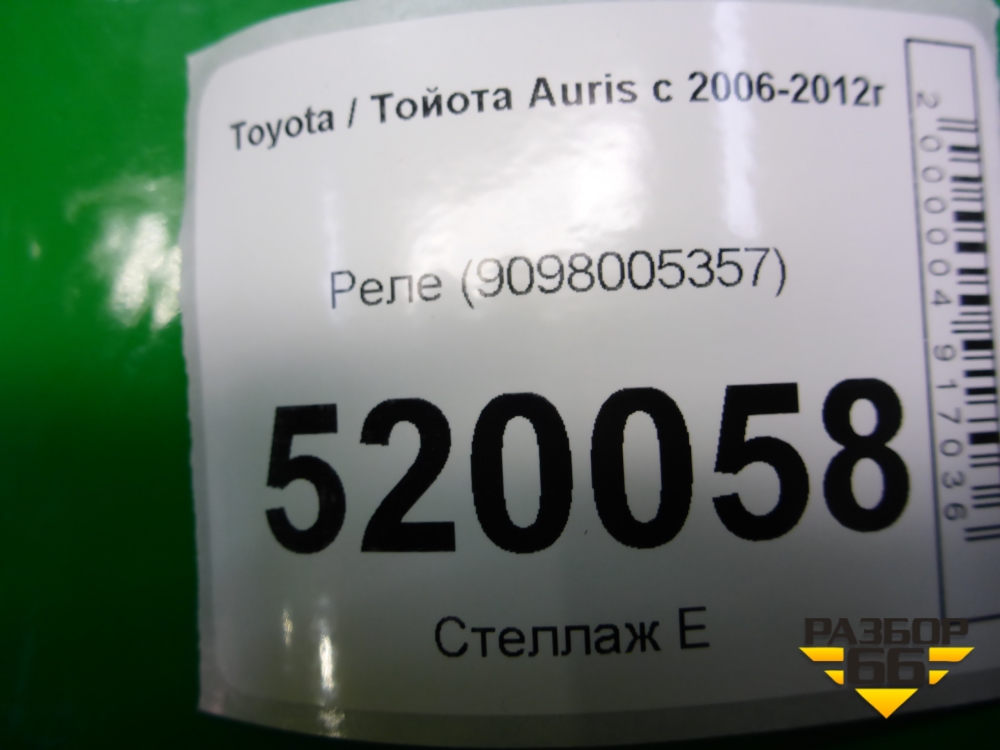 Toyota / Тойота Auris с 2006-2012г
Реле (9098005357)
520058
Стеллаж Е
2000004917036
РАЗБОР
66